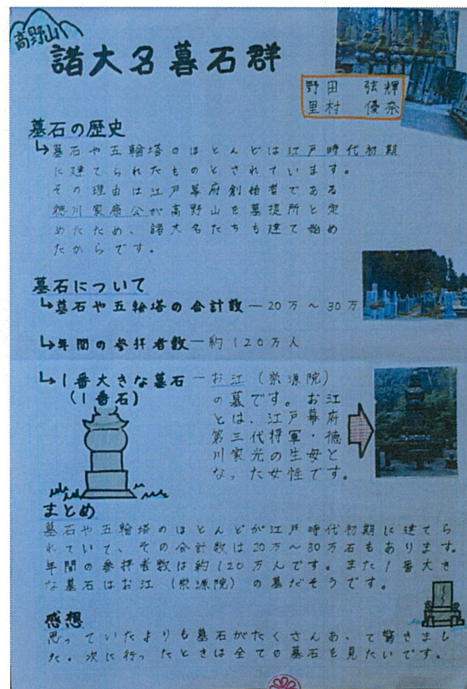 高野山
諸大名暮石群
野田 弦輝
里村 優奈
墓石の歴史
↳墓石や五輪塔のほとんどは江戸時代初期
に建てられたものとされています。
その理由は江戸幕府創始者である
徳川家康公が高野山を墓提所と定
めたため、諸大名たちも建て始め
たからです。
墓石について
↳墓石や五輪塔の合計数—20万〜30万
↳年間の参拝者数—約120万人
↳1番大きな墓石—お江(崇源院)
(1番石)
の墓です。お江
とは、江戸幕府
第三代将軍・徳
川家光の生母と
なった女性です。
まとめ
墓石や五輪塔のほとんどが江戸時代初期に建てら
れていて、その合計数は20万〜30万石もあります。
年間の参拝者数は約120万人です。また1番大き
な墓石はお江(崇源院)の墓だそうです。
感想
思っていたよりも墓石がたくさんあって驚きまし
た。次に行ったときは全ての墓石を見たいです。